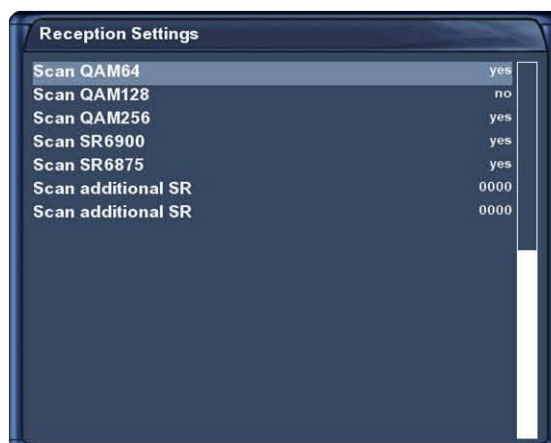 Reception Settings
Scan QAM64 yes
Scan QAM128 no
Scan QAM256 yes
Scan SR6900 yes
Scan SR6875 yes
Scan additional SR 0000
Scan additional SR 0000